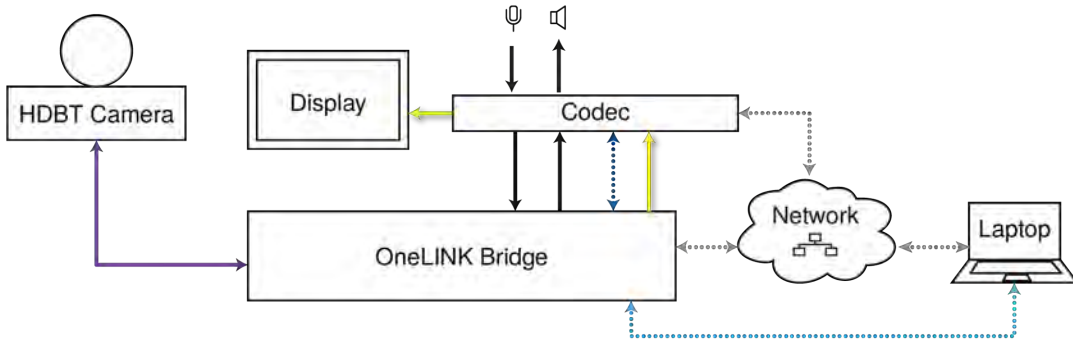 HDBT Camera
Display
Codec
OneLINK Bridge
Network
Laptop